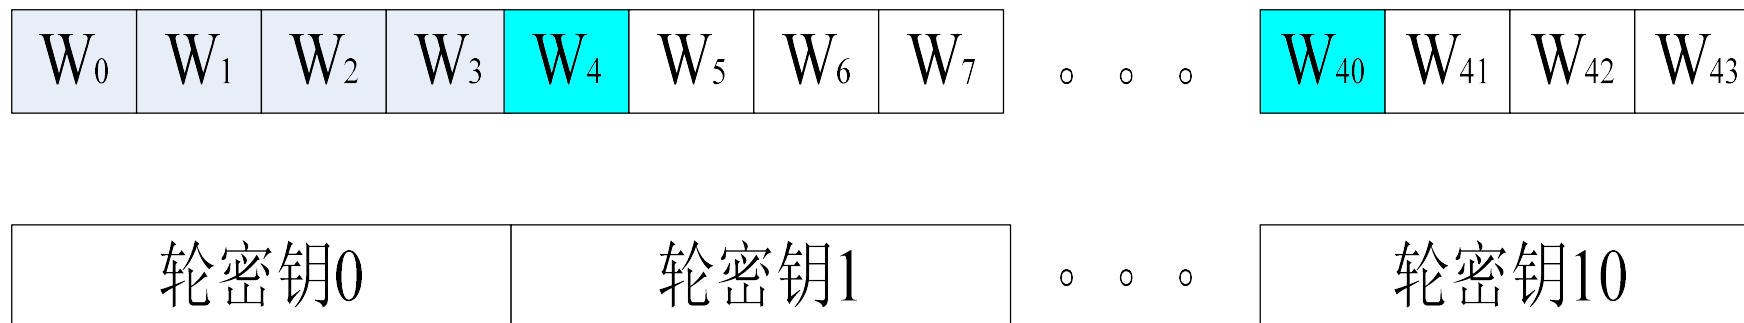 W0 W1 W2 W3 W4 W5 W6 W7 。 。 。 W40 W41 W42 W43
轮密钥0 轮密钥1 。 。 。 轮密钥10